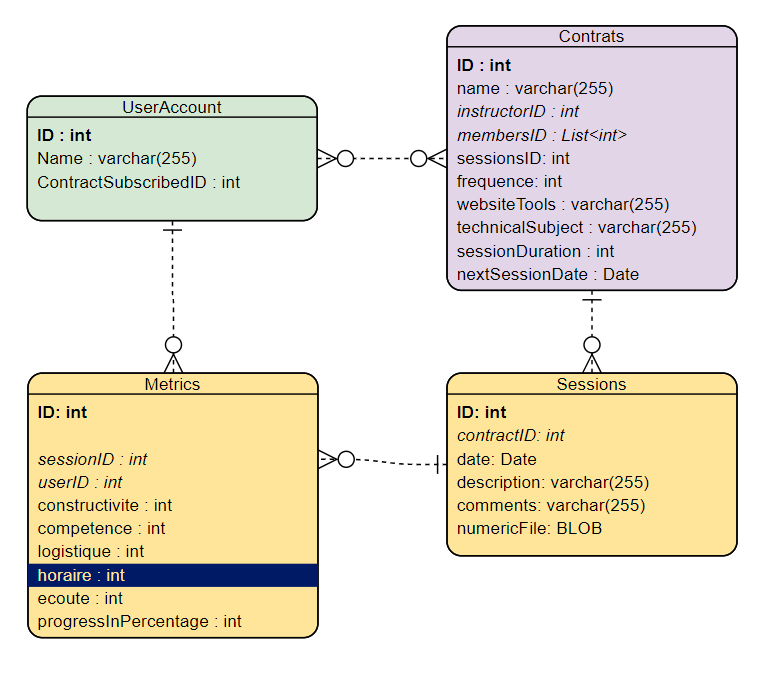 UserAccount
ID : int
Name : varchar(255)
ContractSubscribedID : int
Contrats
ID : int
name : varchar(255)
instructorID : int
membersID : List<int>
sessionsID: int
frequence: int
websiteTools : varchar(255)
technicalSubject : varchar(255)
sessionDuration : int
nextSessionDate : Date
Metrics
ID: int
sessionID : int
userID : int
constructivite : int
competence : int
logistique : int
horaire : int
ecoute : int
progressInPercentage : int
Sessions
ID: int
contractID: int
date: Date
description: varchar(255)
comments: varchar(255)
numericFile: BLOB